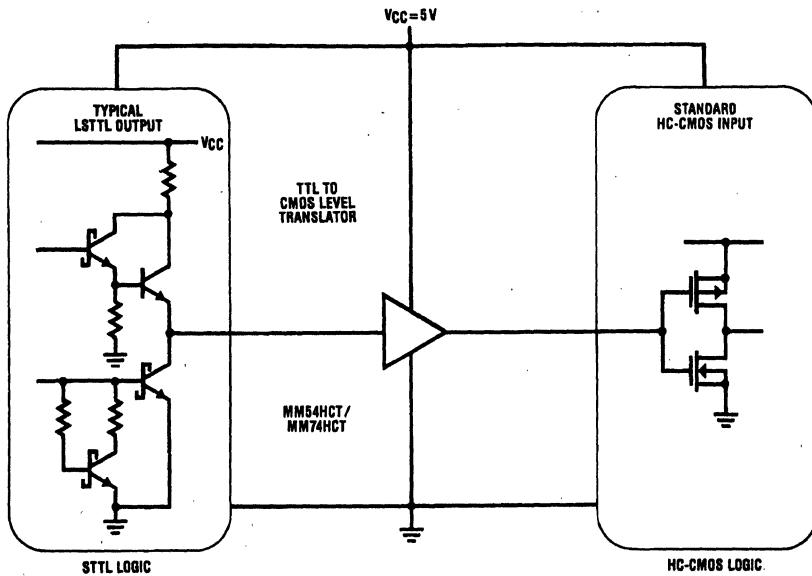 VCC=5V
TYPICAL
LSTTL OUTPUT
VCC
STANDARD
HC-CMOS INPUT
TTL TO
CMOS LEVEL
TRANSLATOR
MM54HCT/
MM74HCT
STTL LOGIC
HC-CMOS LOGIC